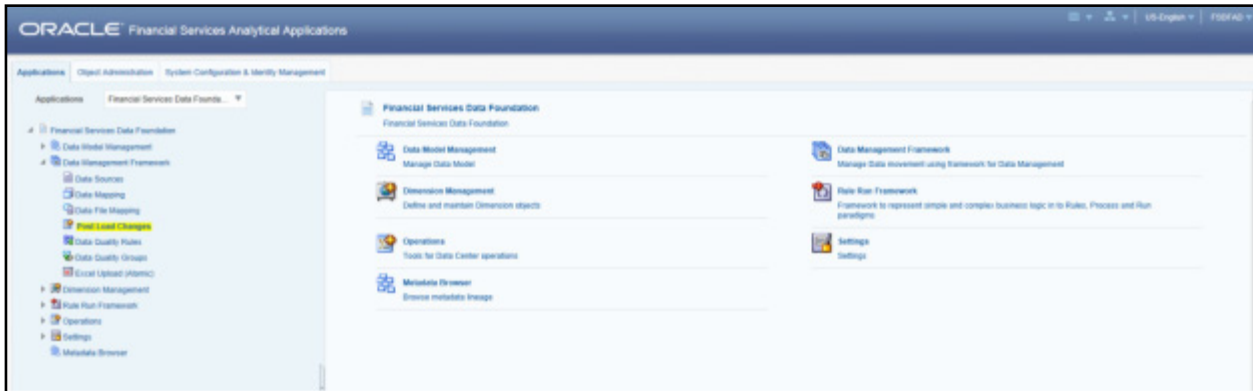 ORACLE Financial Services Analytical Applications
US-English
FSDFAD
Applications
Object Administration
System Configuration & Identity Management
Applications
Financial Services Data Founda...
Financial Services Data Foundation
Data Model Management
Data Management Framework
Data Sources
Data Mapping
Data File Mapping
Post Load Changes
Data Quality Rules
Data Quality Groups
Excel Upload (Atomic)
Dimension Management
Rule Run Framework
Operations
Settings
Metadata Browser
Financial Services Data Foundation
Financial Services Data Foundation
Data Model Management
Manage Data Model
Data Management Framework
Manage Data movement using framework for Data Management
Dimension Management
Define and maintain Dimension objects
Rule Run Framework
Framework to represent simple and complex business logic in to Rules, Process and Run
paradigms
Operations
Tools for Data Center operations
Settings
Settings
Metadata Browser
Browse metadata lineage